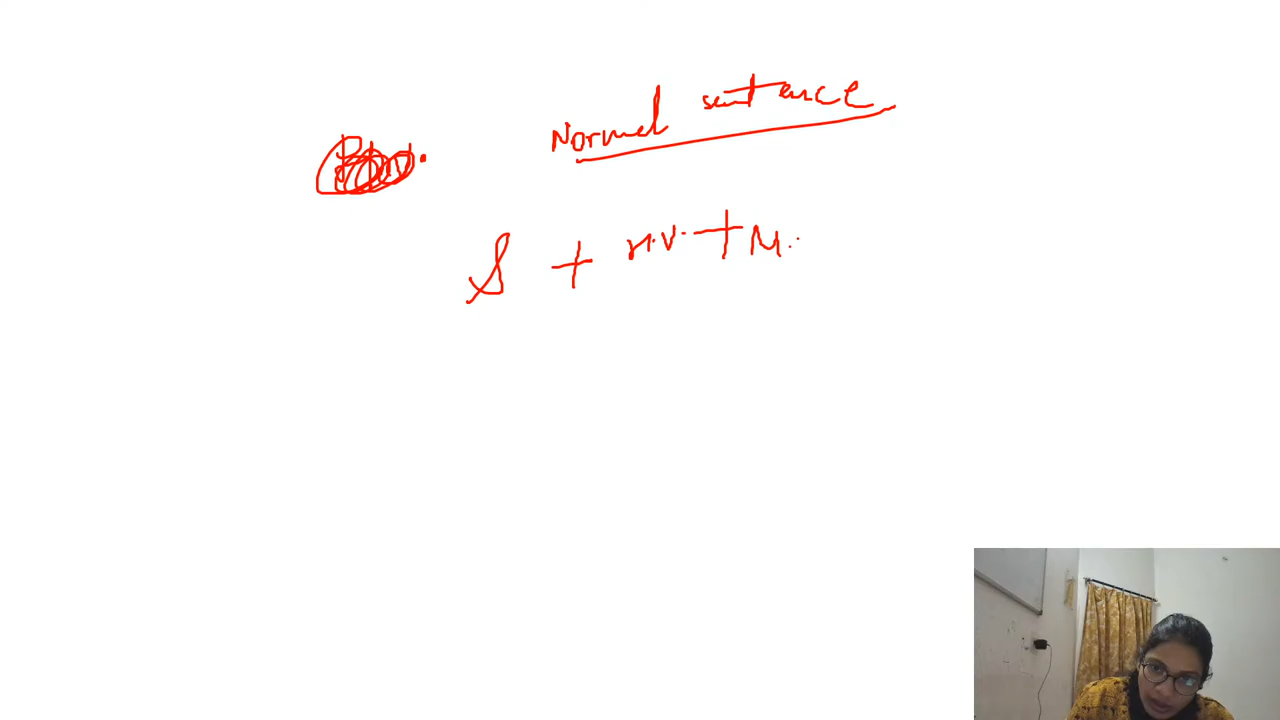 Normal sentence
S + H.V. + M.